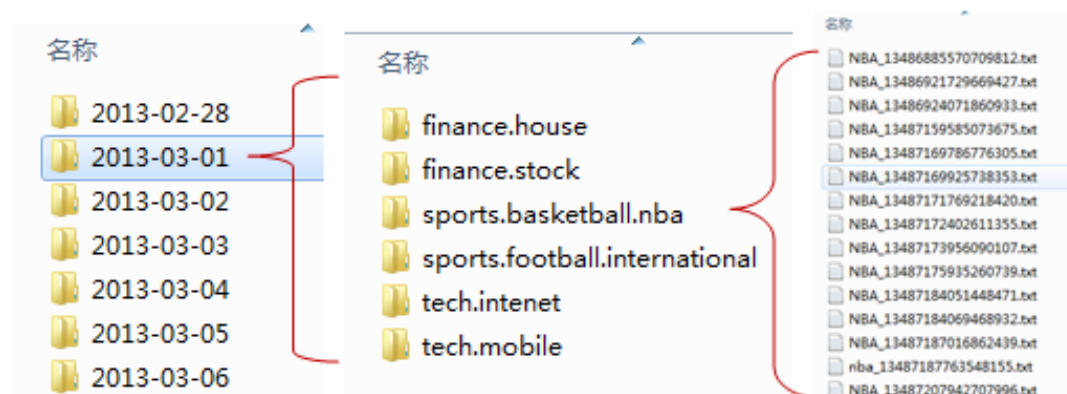 名称
2013-02-28
2013-03-01
2013-03-02
2013-03-03
2013-03-04
2013-03-05
2013-03-06
名称
finance.house
finance.stock
sports.basketball.nba
sports.football.international
tech.intenet
tech.mobile
名称
NBA_13486885570709812.txt
NBA_13486921729669427.txt
NBA_13486924071860933.txt
NBA_13487159585073675.txt
NBA_13487169786776305.txt
NBA_13487169925738353.txt
NBA_13487171769218420.txt
NBA_13487172402611355.txt
NBA_13487173956090107.txt
NBA_13487175935260739.txt
NBA_13487184051448471.txt
NBA_13487184069468932.txt
NBA_13487187016862439.txt
nba_13487187763548155.txt
NBA_13487207942707996.txt